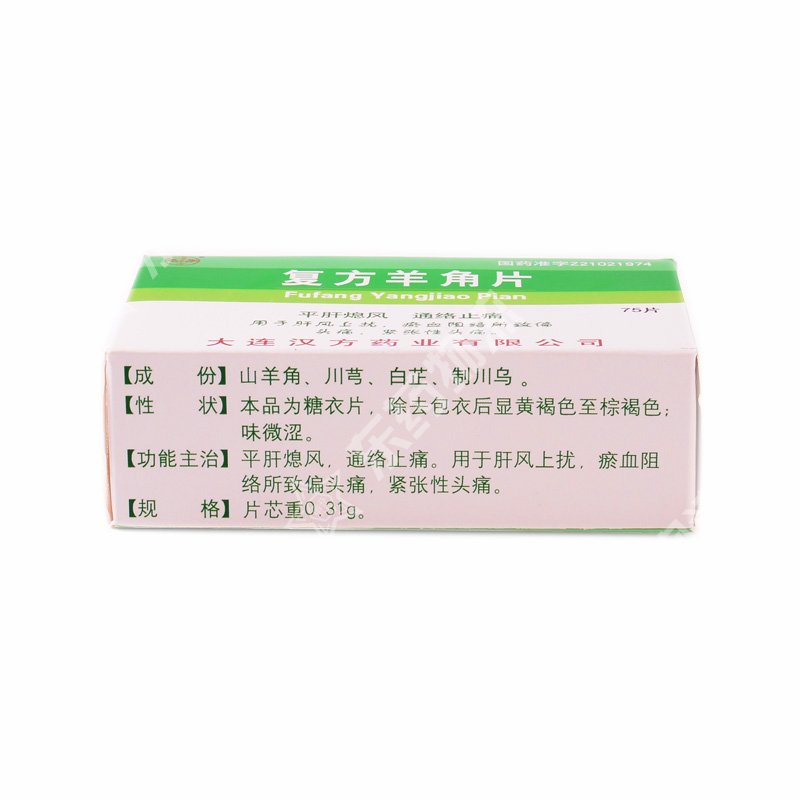 国药准字Z21021974
复方羊角片
Fufang Yangjiao Pian
平肝熄风 通络止痛
75片
用于肝风上扰,瘀血阻络所致偏
头痛,紧张性头痛。
大连汉方药业有限公司
【成 份】山羊角、川芎、白芷、制川乌。
【性 状】本品为糖衣片,除去包衣后显黄褐色至棕褐色;
味微涩。
【功能主治】平肝熄风,通络止痛。用于肝风上扰,瘀血阻
络所致偏头痛,紧张性头痛。
【规 格】片芯重0.31g。